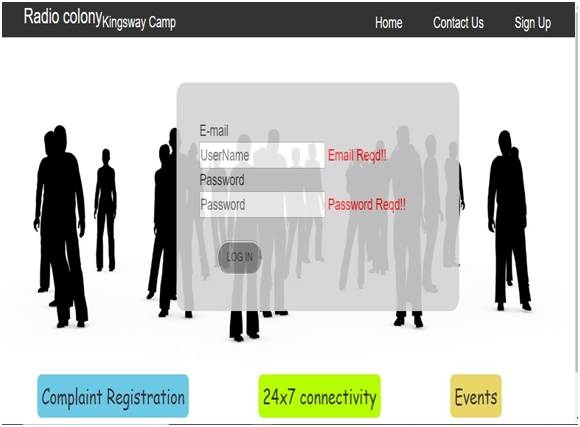 Radio colony Kingsway Camp Home Contact Us Sign Up
E-mail
UserName Email Reqd!!
Password
Password Password Reqd!!
LOG IN
Complaint Registration 24x7 connectivity Events